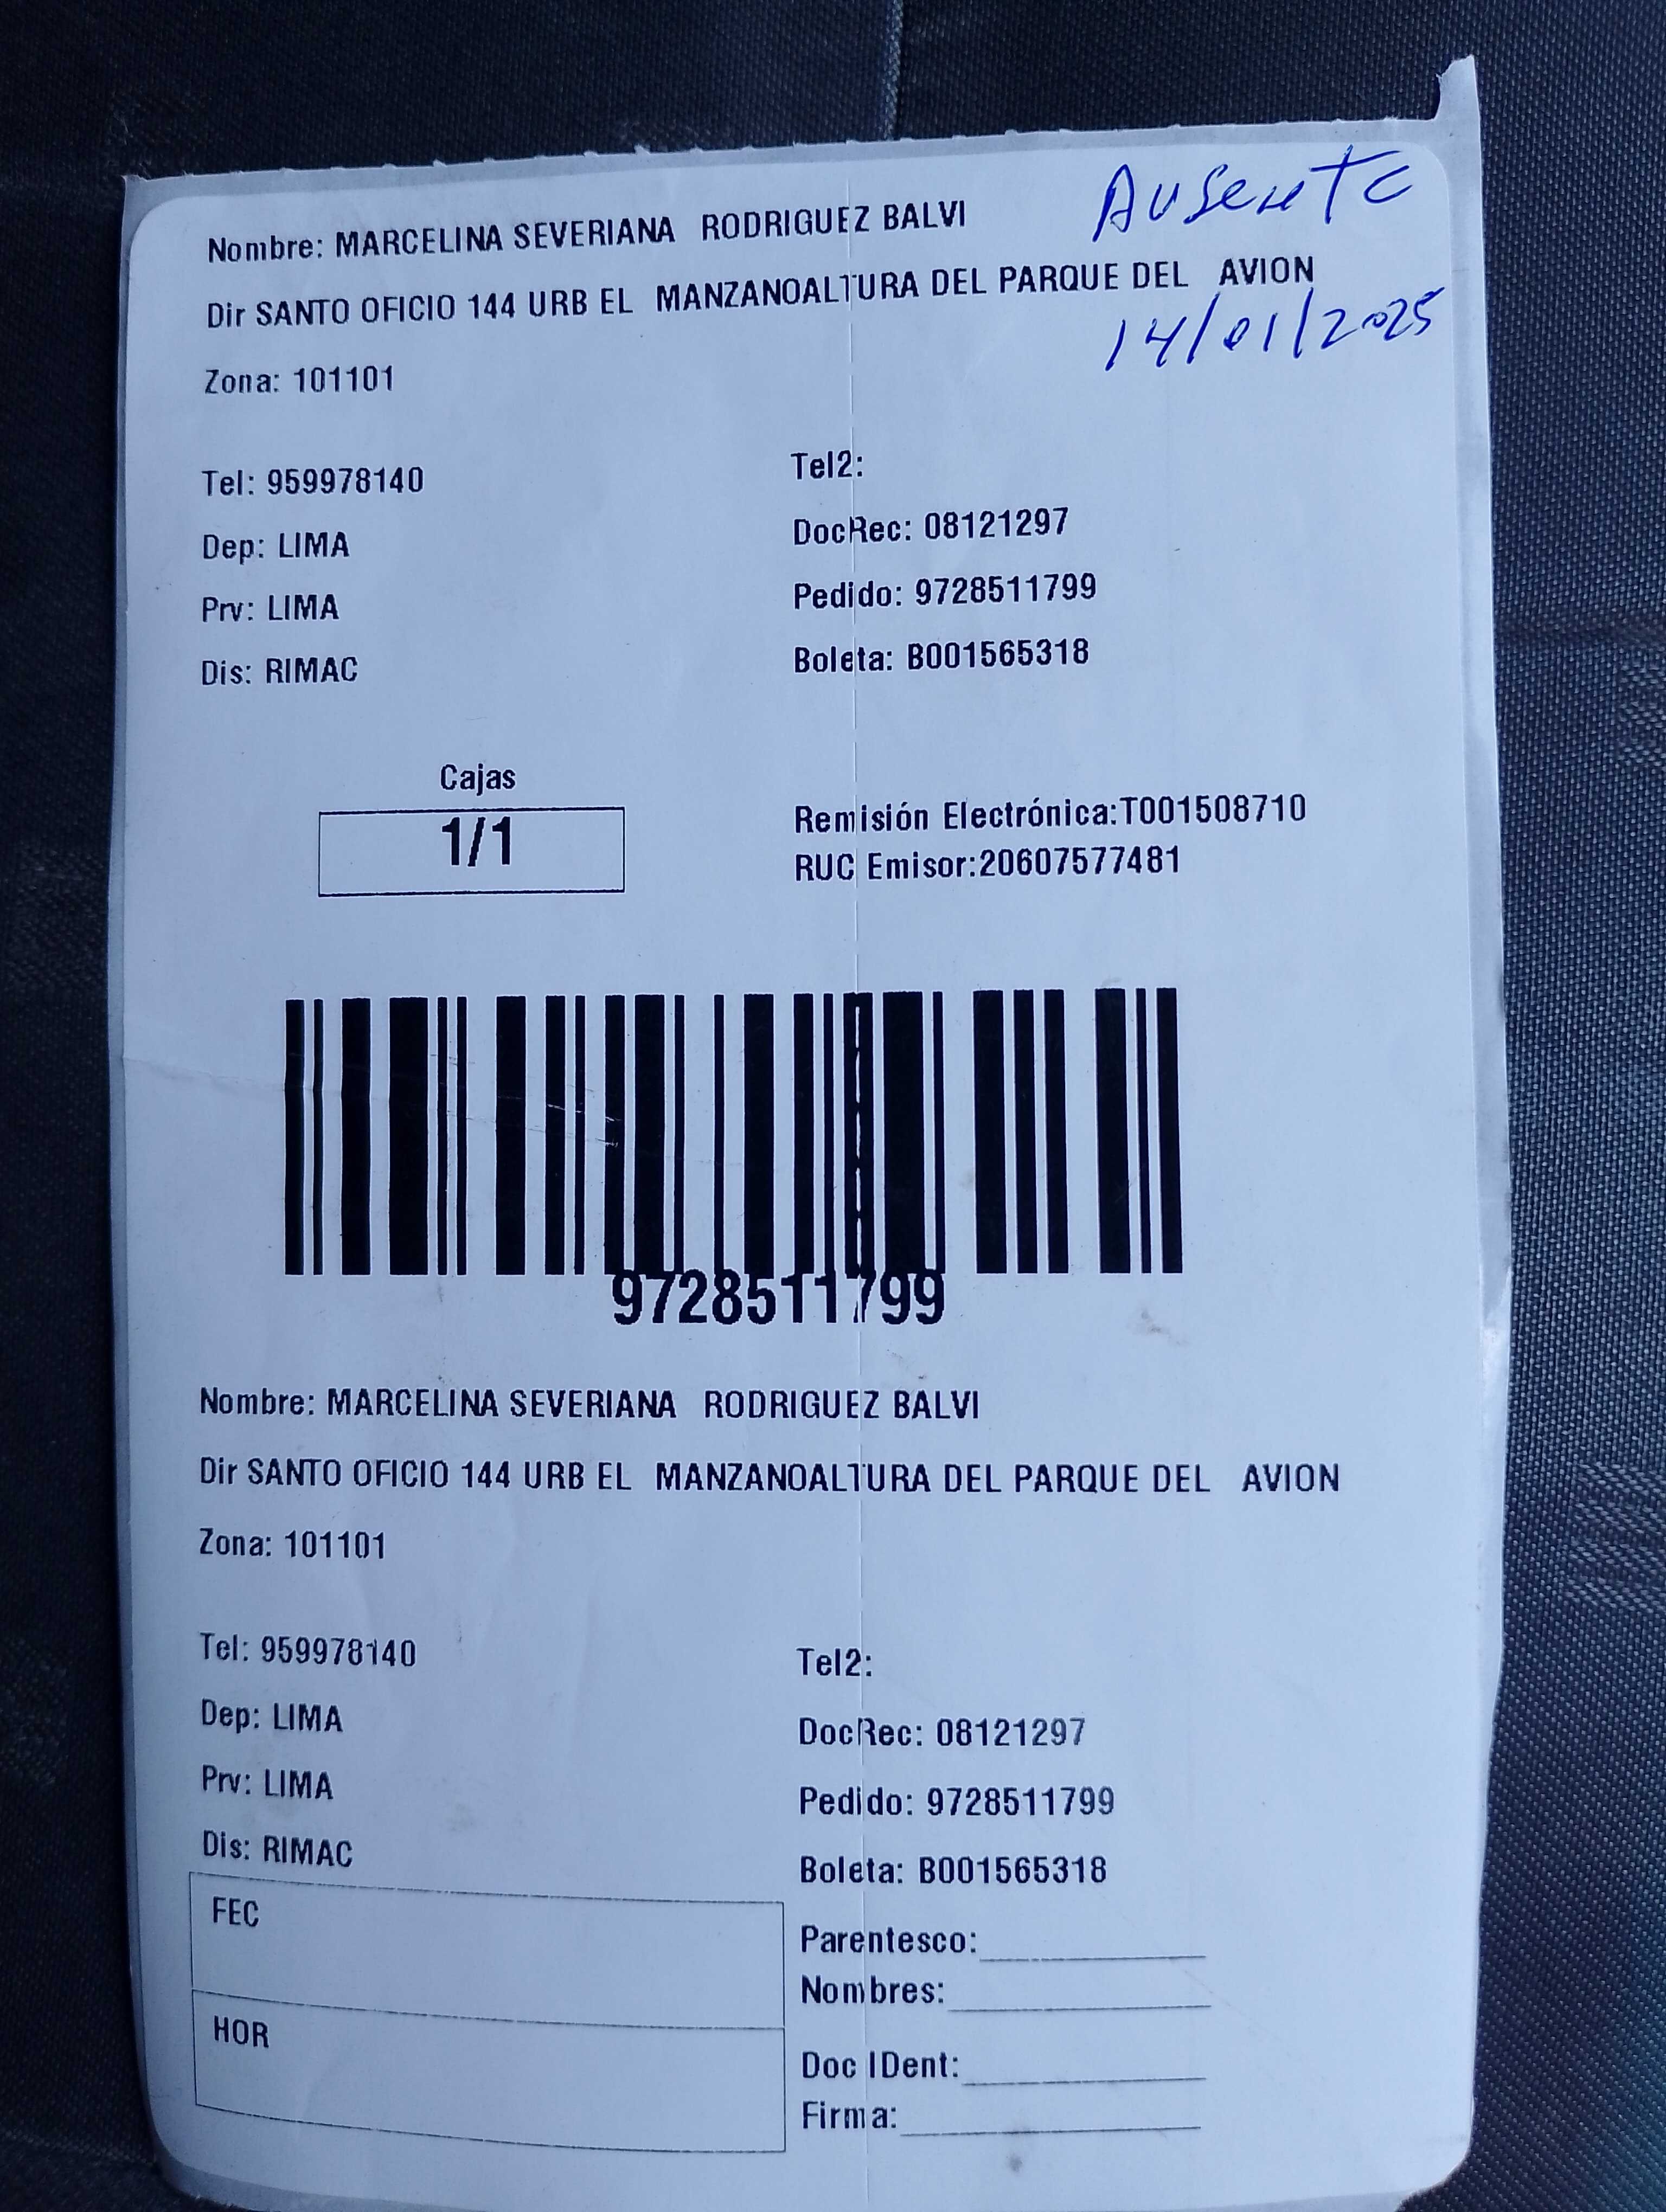 Nombre: MARCELINA SEVERIANA RODRIGUEZ BALVI
Ausente
Dir SANTO OFICIO 144 URB EL MANZANOALTURA DEL PARQUE DEL AVION
14/01/2025
Zona: 101101
Tel: 959978140
Tel2:
Dep: LIMA
DocRec: 08121297
Prv: LIMA
Pedido: 9728511799
Dis: RIMAC
Boleta: B001565318
Cajas
1/1
Remisión Electrónica:T001508710
RUC Emisor:20607577481
9728511799
Nombre: MARCELINA SEVERIANA RODRIGUEZ BALVI
Dir SANTO OFICIO 144 URB EL MANZANOALTURA DEL PARQUE DEL AVION
Zona: 101101
Tel: 959978140
Tel2:
Dep: LIMA
DocRec: 08121297
Prv: LIMA
Pedido: 9728511799
Dis: RIMAC
Boleta: B001565318
FEC
Parentesco:
Nombres:
HOR
Doc IDent:
Firma: